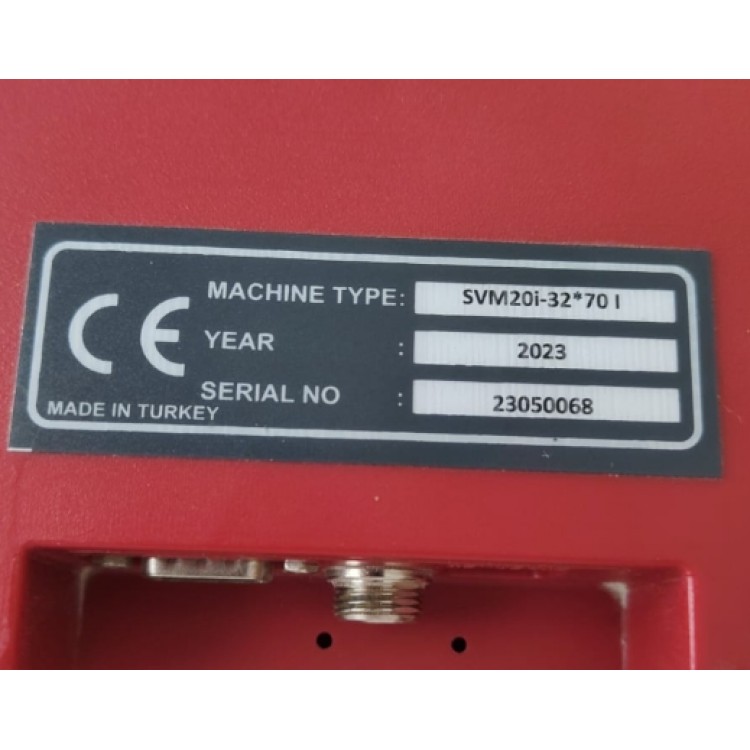 MACHINE TYPE: SVM20i-32*70 I
CE
YEAR : 2023
SERIAL NO : 23050068
MADE IN TURKEY